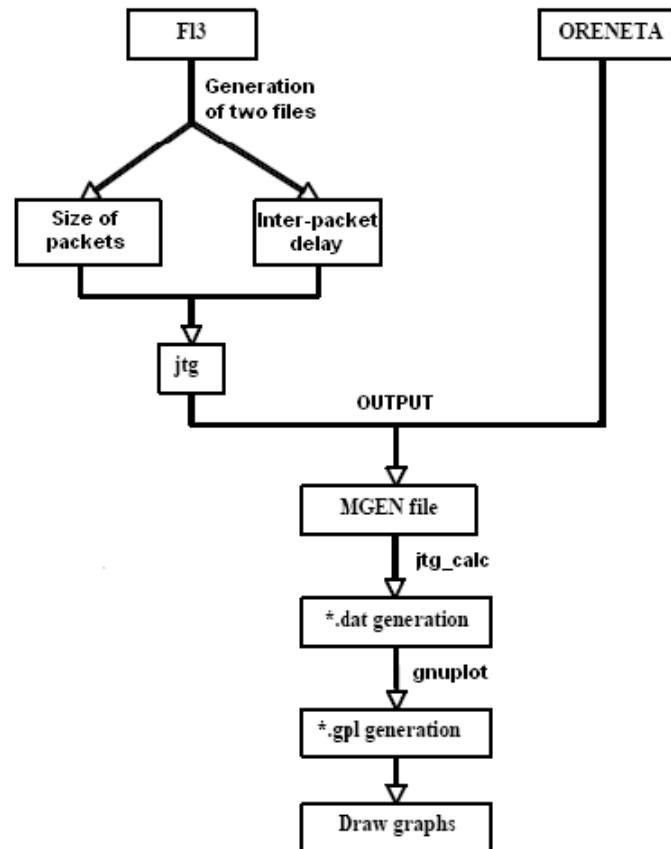 Fl3
ORENETA
Generation
of two files
Size of
packets
Inter-packet
delay
jtg
OUTPUT
MGEN file
jtg_calc
*.dat generation
gnuplot
*.gpl generation
Draw graphs